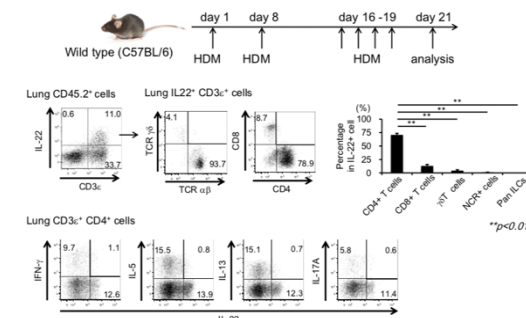 day 1 day 8 day 16 -19 day 21
Wild type (C57BL/6)
HDM HDM HDM analysis
Lung CD45.2⁺ cells Lung IL22⁺ CD3ε⁺ cells
IL-22
0.6 11.0
33.7
CD3ε
TCR γδ
4.1
93.7
TCR αβ
CD8
8.7
78.9
CD4
(%)
Percentage
in IL-22+ cell
100
75
50
25
0
**
**
**
**
CD4+ T cells
CD8+ T cells
γδT cells
NCR+ cells
Pan ILCs
**p<0.01
Lung CD3ε⁺ CD4⁺ cells
IFN-γ
9.7 1.1
12.6
IL-5
15.5 0.8
13.9
IL-13
15.1 0.7
12.3
IL-17A
5.8 0.6
11.4